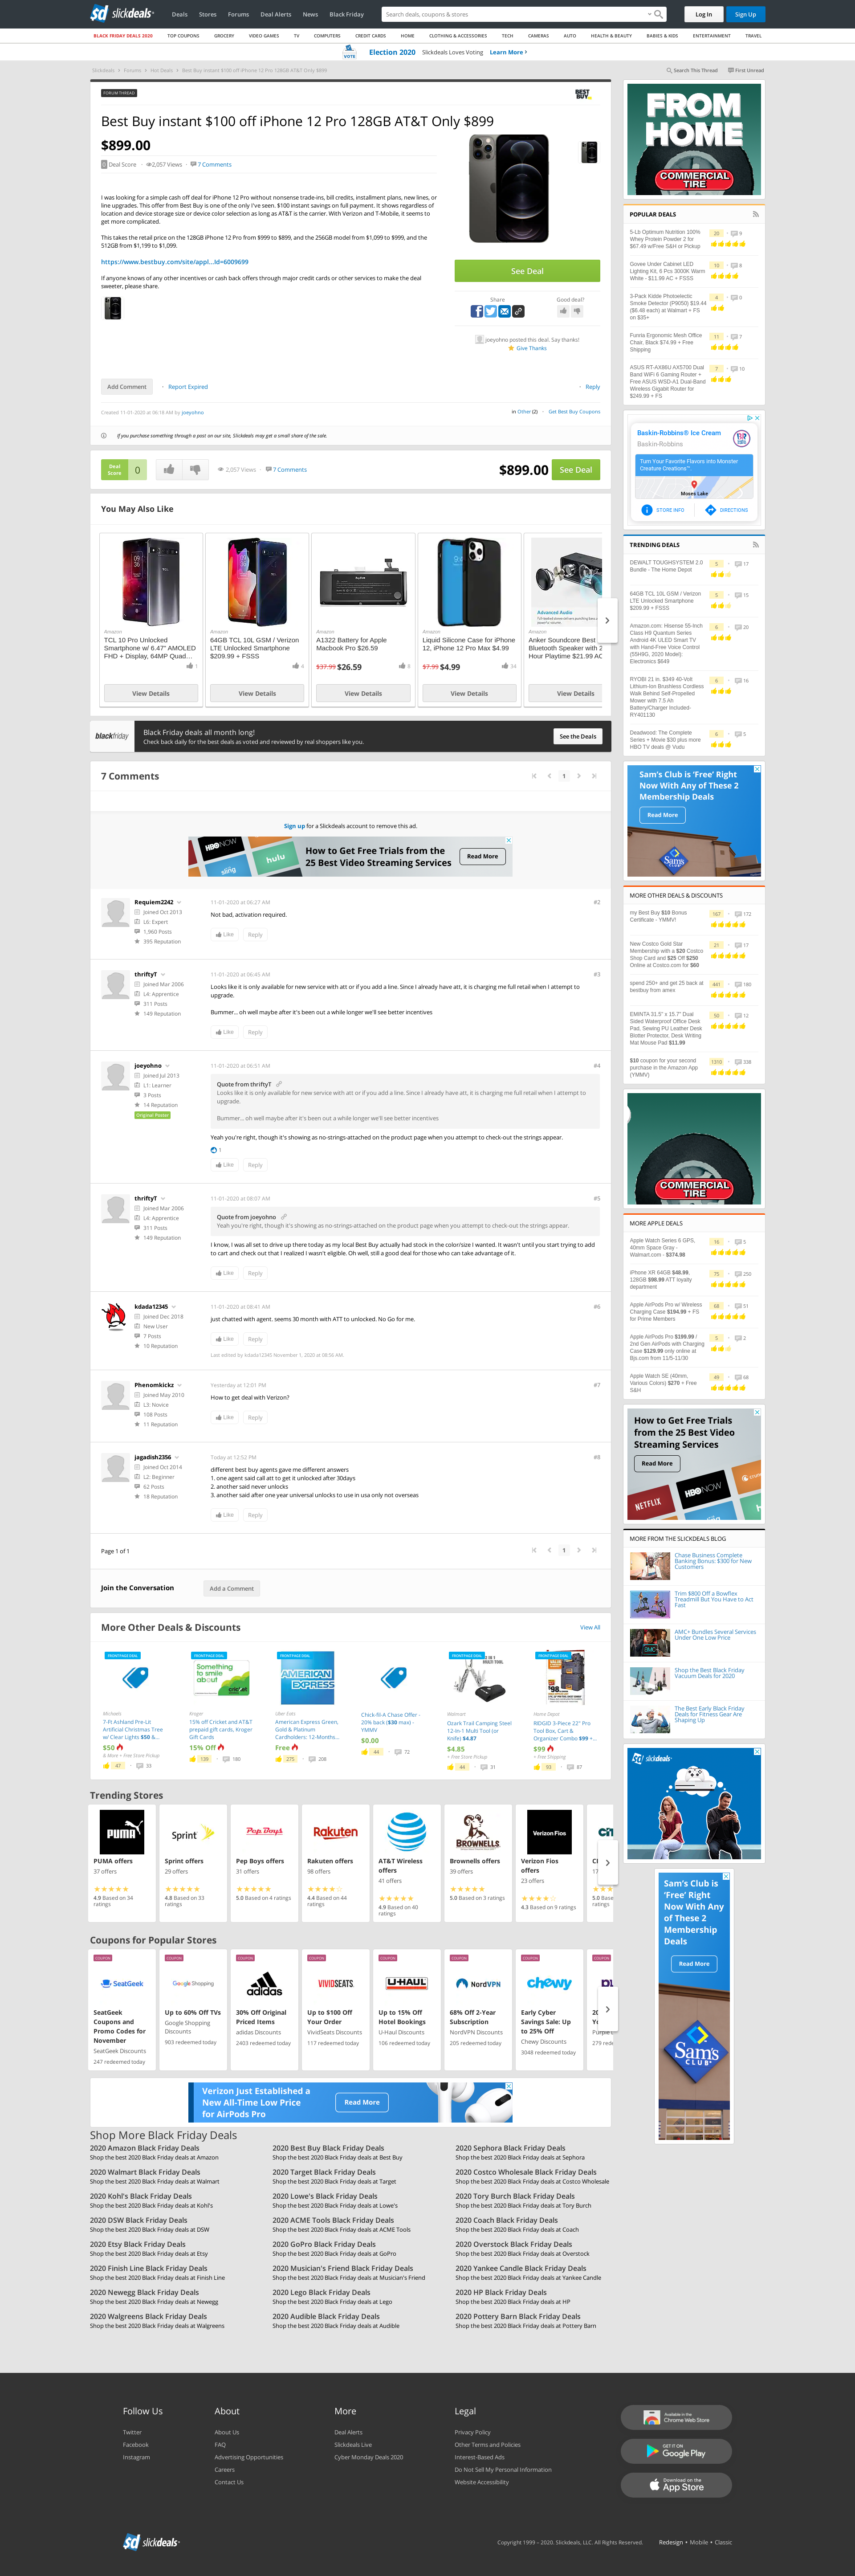 slickdeals
Deals Stores Forums Deal Alerts News Black Friday
Search deals, coupons & stores
Log In Sign Up
BLACK FRIDAY DEALS 2020 TOP COUPONS GROCERY VIDEO GAMES TV COMPUTERS CREDIT CARDS HOME CLOTHING & ACCESSORIES TECH CAMERAS AUTO HEALTH & BEAUTY BABIES & KIDS ENTERTAINMENT TRAVEL
VOTE Election 2020 Slickdeals Loves Voting Learn More
Slickdeals Forums Hot Deals Best Buy instant $100 off iPhone 12 Pro 128GB AT&T Only $899
Search This Thread First Unread
FORUM THREAD
BEST BUY
Best Buy instant $100 off iPhone 12 Pro 128GB AT&T Only $899
$899.00
0 Deal Score 2,057 Views 7 Comments
I was looking for a simple cash off deal for iPhone 12 Pro without nonsense trade-ins, bill credits, installment plans, new lines or
line upgrades. This offer from Best Buy is one of the only I've seen. $100 instant savings on full payment. It shows regardless of
location and device storage size or device color selected as long as AT&T is the carrier. With Verizon and T-Mobile, it seems to
get more complicated.
This takes the retail price on the 128GB iPhone 12 Pro from $999 to $899, and the 256GB model from $1,099 to $999, and the
512GB from $1,199 to $1,099.
https://www.bestbuy.com/site/appl...Id=6009699
If anyone knows of any other incentives or cash back offers through major credit cards or other services to make the deal
sweeter, please share.
See Deal
Share Good deal?
joeyohno posted this deal. Say thanks!
Give Thanks
Add Comment Report Expired Reply
Created 11-01-2020 at 06:18 AM by joeyohno
in Other (2) Get Best Buy Coupons
If you purchase something through a post on our site, Slickdeals may get a small share of the sale.
Deal Score 0 2,057 Views 7 Comments $899.00 See Deal
You May Also Like
Amazon
TCL 10 Pro Unlocked
Smartphone w/ 6.47" AMOLED
FHD + Display, 64MP Quad...
1
View Details
Amazon
64GB TCL 10L GSM / Verizon
LTE Unlocked Smartphone
$209.99 + FSSS
4
View Details
Amazon
A1322 Battery for Apple
Macbook Pro $26.59
$37.99 $26.59 8
View Details
Amazon
Liquid Silicone Case for iPhone
12, iPhone 12 Pro Max $4.99
$7.99 $4.99 34
View Details
Advanced Audio
Amazon
Anker Soundcore Best
Bluetooth Speaker with 2
Hour Playtime $21.99 AC
View Details
blackfriday
Black Friday deals all month long!
Check back daily for the best deals as voted and reviewed by real shoppers like you.
See the Deals
7 Comments
1
Sign up for a Slickdeals account to remove this ad.
HBO NOW sling hulu
How to Get Free Trials from the
25 Best Video Streaming Services
Read More
Requiem2242
Joined Oct 2013
L6: Expert
1,960 Posts
395 Reputation
11-01-2020 at 06:27 AM #2
Not bad, activation required.
Like Reply
thriftyT
Joined Mar 2006
L4: Apprentice
311 Posts
149 Reputation
11-01-2020 at 06:45 AM #3
Looks like it is only available for new service with att or if you add a line. Since I already have att, it is charging me full retail when I attempt to
upgrade.
Bummer... oh well maybe after it's been out a while longer we'll see better incentives
Like Reply
joeyohno
Joined Jul 2013
L1: Learner
3 Posts
14 Reputation
Original Poster
11-01-2020 at 06:51 AM #4
Quote from thriftyT
Looks like it is only available for new service with att or if you add a line. Since I already have att, it is charging me full retail when I attempt to
upgrade.
Bummer... oh well maybe after it's been out a while longer we'll see better incentives
Yeah you're right, though it's showing as no-strings-attached on the product page when you attempt to check-out the strings appear.
1
Like Reply
thriftyT
Joined Mar 2006
L4: Apprentice
311 Posts
149 Reputation
11-01-2020 at 08:07 AM #5
Quote from joeyohno
Yeah you're right, though it's showing as no-strings-attached on the product page when you attempt to check-out the strings appear.
I know, I was all set to drive up there today as my local Best Buy actually had stock in the color/size I wanted. It wasn't until you start trying to add
to cart and check out that I realized I wasn't eligible. Oh well, still a good deal for those who can take advantage of it.
Like Reply
kdada12345
Joined Dec 2018
New User
7 Posts
10 Reputation
11-01-2020 at 08:41 AM #6
just chatted with agent. seems 30 month with ATT to unlocked. No Go for me.
Like Reply
Last edited by kdada12345 November 1, 2020 at 08:56 AM.
Phenomkickz
Joined May 2010
L3: Novice
108 Posts
11 Reputation
Yesterday at 12:01 PM #7
How to get deal with Verizon?
Like Reply
jagadish2356
Joined Oct 2014
L2: Beginner
62 Posts
18 Reputation
Today at 12:52 PM #8
different best buy agents gave me different answers
1. one agent said call att to get it unlocked after 30days
2. another said never unlocks
3. another said after one year universal unlocks to use in usa only not overseas
Like Reply
Page 1 of 1 1
Join the Conversation Add a Comment
More Other Deals & Discounts View All
FRONTPAGE DEAL
Michaels
7-Ft Ashland Pre-Lit
Artificial Christmas Tree
w/ Clear Lights $50 &...
$50
& More + Free Store Pickup
47 33
FRONTPAGE DEAL
Something to smile about
cricket
Kroger
15% off Cricket and AT&T
prepaid gift cards, Kroger
Gift Cards
15% Off
139 180
FRONTPAGE DEAL
AMERICAN EXPRESS
Uber Eats
American Express Green,
Gold & Platinum
Cardholders: 12-Months...
Free
275 208
Chick-fil-A Chase Offer -
20% back ($30 max) -
YMMV
$0.00
44 72
FRONTPAGE DEAL
12 IN 1 MULTI TOOL
Walmart
Ozark Trail Camping Steel
12-in-1 Multi Tool (or
Knife) $4.87
$4.85
+ Free Store Pickup
44 31
FRONTPAGE DEAL
$98
Home Depot
RIDGID 3-Piece 22" Pro
Tool Box, Cart &
Organizer Combo $99 +...
$99
+ Free Shipping
93 87
Trending Stores
PUMA
PUMA offers
37 offers
4.9 Based on 34
ratings
Sprint
Sprint offers
29 offers
4.8 Based on 33
ratings
Pep Boys
Pep Boys offers
31 offers
5.0 Based on 4 ratings
Rakuten
Rakuten offers
98 offers
4.4 Based on 44
ratings
AT&T
AT&T Wireless
offers
41 offers
4.9 Based on 40
ratings
BROWNELLS
Brownells offers
39 offers
5.0 Based on 3 ratings
Verizon Fios
Verizon Fios
offers
23 offers
4.3 Based on 9 ratings
Coupons for Popular Stores
COUPON
SeatGeek
SeatGeek
Coupons and
Promo Codes for
November
SeatGeek Discounts
247 redeemed today
COUPON
Google Shopping
Up to 60% Off TVs
Google Shopping
Discounts
903 redeemed today
COUPON
adidas
30% Off Original
Priced Items
adidas Discounts
2403 redeemed today
COUPON
VIVIDSEATS
Up to $100 Off
Your Order
VividSeats Discounts
117 redeemed today
COUPON
U-HAUL
Up to 15% Off
Hotel Bookings
U-Haul Discounts
106 redeemed today
COUPON
NordVPN
68% Off 2-Year
Subscription
NordVPN Discounts
205 redeemed today
COUPON
chewy
Early Cyber
Savings Sale: Up
to 25% Off
Chewy Discounts
3048 redeemed today
COUPON
Verizon Just Established a
New All-Time Low Price
for AirPods Pro
Read More
Shop More Black Friday Deals
2020 Amazon Black Friday Deals
Shop the best 2020 Black Friday deals at Amazon
2020 Best Buy Black Friday Deals
Shop the best 2020 Black Friday deals at Best Buy
2020 Sephora Black Friday Deals
Shop the best 2020 Black Friday deals at Sephora
2020 Walmart Black Friday Deals
Shop the best 2020 Black Friday deals at Walmart
2020 Target Black Friday Deals
Shop the best 2020 Black Friday deals at Target
2020 Costco Wholesale Black Friday Deals
Shop the best 2020 Black Friday deals at Costco Wholesale
2020 Kohl's Black Friday Deals
Shop the best 2020 Black Friday deals at Kohl's
2020 Lowe's Black Friday Deals
Shop the best 2020 Black Friday deals at Lowe's
2020 Tory Burch Black Friday Deals
Shop the best 2020 Black Friday deals at Tory Burch
2020 DSW Black Friday Deals
Shop the best 2020 Black Friday deals at DSW
2020 ACME Tools Black Friday Deals
Shop the best 2020 Black Friday deals at ACME Tools
2020 Coach Black Friday Deals
Shop the best 2020 Black Friday deals at Coach
2020 Etsy Black Friday Deals
Shop the best 2020 Black Friday deals at Etsy
2020 GoPro Black Friday Deals
Shop the best 2020 Black Friday deals at GoPro
2020 Overstock Black Friday Deals
Shop the best 2020 Black Friday deals at Overstock
2020 Finish Line Black Friday Deals
Shop the best 2020 Black Friday deals at Finish Line
2020 Musician's Friend Black Friday Deals
Shop the best 2020 Black Friday deals at Musician's Friend
2020 Yankee Candle Black Friday Deals
Shop the best 2020 Black Friday deals at Yankee Candle
2020 Newegg Black Friday Deals
Shop the best 2020 Black Friday deals at Newegg
2020 Lego Black Friday Deals
Shop the best 2020 Black Friday deals at Lego
2020 HP Black Friday Deals
Shop the best 2020 Black Friday deals at HP
2020 Walgreens Black Friday Deals
Shop the best 2020 Black Friday deals at Walgreens
2020 Audible Black Friday Deals
Shop the best 2020 Black Friday deals at Audible
2020 Pottery Barn Black Friday Deals
Shop the best 2020 Black Friday deals at Pottery Barn
FROM
HOME
COMMERCIAL TIRE
POPULAR DEALS
5-Lb Optimum Nutrition 100%
Whey Protein Powder 2 for
$67.49 w/Free S&H or Pickup
20 9
Govee Under Cabinet LED
Lighting Kit, 6 Pcs 3000K Warm
White - $11.99 AC + FSSS
10 8
3-Pack Kidde Photoelectic
Smoke Detector (P9050) $19.44
($6.48 each) at Walmart + FS
on $35+
4 0
Funria Ergonomic Mesh Office
Chair, Black $74.99 + Free
Shipping
11 7
ASUS RT-AX86U AX5700 Dual
Band WiFi 6 Gaming Router +
Free ASUS WSD-A1 Dual-Band
Wireless Gigabit Router for
$249.99 + FS
7 10
Baskin-Robbins® Ice Cream
Baskin-Robbins
Turn Your Favorite Flavors into Monster
Creature Creations™.
Moses Lake
STORE INFO DIRECTIONS
TRENDING DEALS
DEWALT TOUGHSYSTEM 2.0
Bundle - The Home Depot
5 17
64GB TCL 10L GSM / Verizon
LTE Unlocked Smartphone
$209.99 + FSSS
5 15
Amazon.com: Hisense 55-Inch
Class H9 Quantum Series
Android 4K ULED Smart TV
with Hand-Free Voice Control
(55H9G, 2020 Model):
Electronics $649
6 20
RYOBI 21 in. $349 40-Volt
Lithium-Ion Brushless Cordless
Walk Behind Self-Propelled
Mower with 7.5 Ah
Battery/Charger Included-
RY401130
6 16
Deadwood: The Complete
Series + Movie $30 plus more
HBO TV deals @ Vudu
6 5
Sam's Club is 'Free' Right
Now With Any of These 2
Membership Deals
Read More
Sam's
MORE OTHER DEALS & DISCOUNTS
my Best Buy $10 Bonus
Certificate - YMMV!
167 172
New Costco Gold Star
Membership with a $20 Costco
Shop Card and $25 Off $250
Online at Costco.com for $60
21 17
spend 250+ and get 25 back at
bestbuy from amex
441 180
EMINTA 31.5" x 15.7" Dual
Sided Waterproof Office Desk
Pad, Sewing PU Leather Desk
Blotter Protector, Desk Writing
Mat Mouse Pad $11.99
50 12
$10 coupon for your second
purchase in the Amazon App
(YMMV)
1310 338
COMMERCIAL TIRE
MORE APPLE DEALS
Apple Watch Series 6 GPS,
40mm Space Gray -
Walmart.com - $374.98
16 5
iPhone XR 64GB $48.99,
128GB $98.99 ATT loyalty
department
75 250
Apple AirPods Pro w/ Wireless
Charging Case $194.99 + FS
for Prime Members
68 51
Apple AirPods Pro $199.99 /
2nd Gen AirPods with Charging
Case $129.99 only online at
Bjs.com from 11/5-11/30
5 2
Apple Watch SE (40mm,
Various Colors) $270 + Free
S&H
49 68
How to Get Free Trials
from the 25 Best Video
Streaming Services
Read More
NETFLIX HBO NOW
MORE FROM THE SLICKDEALS BLOG
Chase Business Complete
Banking Bonus: $300 for New
Customers
Trim $800 Off a Bowflex
Treadmill But You Have to Act
Fast
AMC+ Bundles Several Services
Under One Low Price
Shop the Best Black Friday
Vacuum Deals for 2020
The Best Early Black Friday
Deals for Fitness Gear Are
Shaping Up
slickdeals
Sam's Club is
'Free' Right
Now With Any
of These 2
Membership
Deals
Read More
Sam's CLUB
Follow Us
Twitter
Facebook
Instagram
About
About Us
FAQ
Advertising Opportunities
Careers
Contact Us
More
Deal Alerts
Slickdeals Live
Cyber Monday Deals 2020
Legal
Privacy Policy
Other Terms and Policies
Interest-Based Ads
Do Not Sell My Personal Information
Website Accessibility
Available in the
Chrome Web Store
GET IT ON
Google Play
Download on the
App Store
slickdeals
Copyright 1999 - 2020. Slickdeals, LLC. All Rights Reserved. Redesign • Mobile • Classic